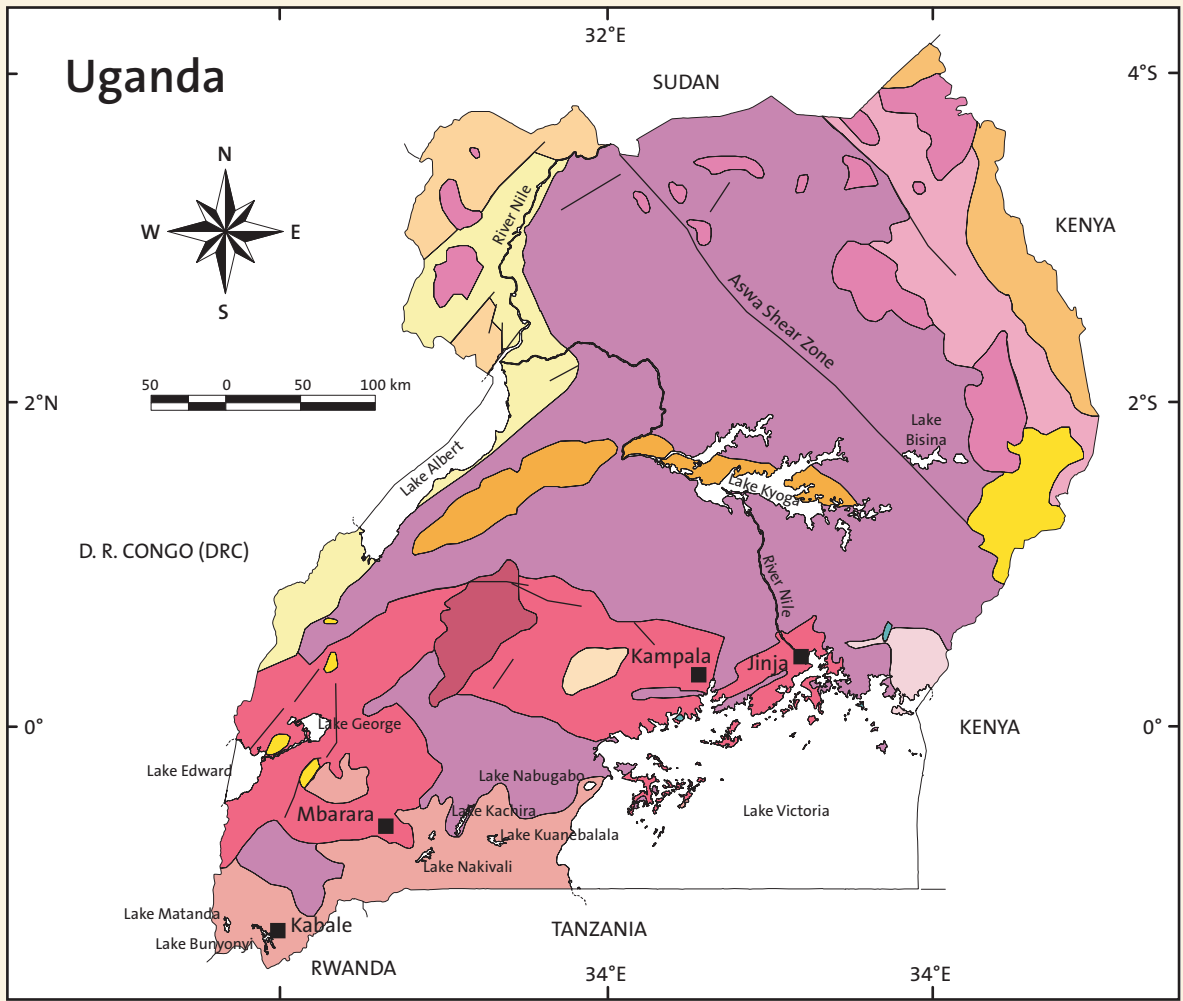 32°E
Uganda
SUDAN
4°S
N
W
E
S
River Nile
KENYA
Aswa Shear Zone
50
0
50
100 km
2°N
2°S
Lake
Bisina
Lake Albert
Lake Kyoga
D. R. CONGO (DRC)
River Nile
Kampala
Jinja
Lake George
0°
KENYA
0°
Lake Edward
Lake Nabugabo
Mbarara
Lake Kachira
Lake Victoria
Lake Kuanebalala
Lake Nakivali
Lake Matanda
Kabale
TANZANIA
Lake Bunyonyi
RWANDA
34°E
34°E